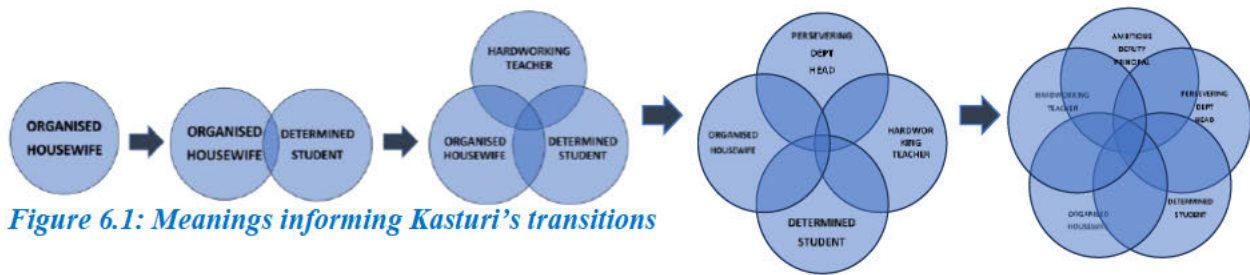 ORGANISED
HOUSEWIFE
ORGANISED
HOUSEWIFE
DETERMINED
STUDENT
HARDWORKING
TEACHER
ORGANISED
HOUSEWIFE
DETERMINED
STUDENT
PERSEVERING
DEPT
HEAD
ORGANISED
HOUSEWIFE
HARDWOR
KING
TEACHER
DETERMINED
STUDENT
AMBITIOUS
DEPUTY
PRINCIPAL
HARDWORKING
TEACHER
PERSEVERING
DEPT
HEAD
ORGANISED
HOUSEWIFE
DETERMINED
STUDENT
Figure 6.1: Meanings informing Kasturi's transitions